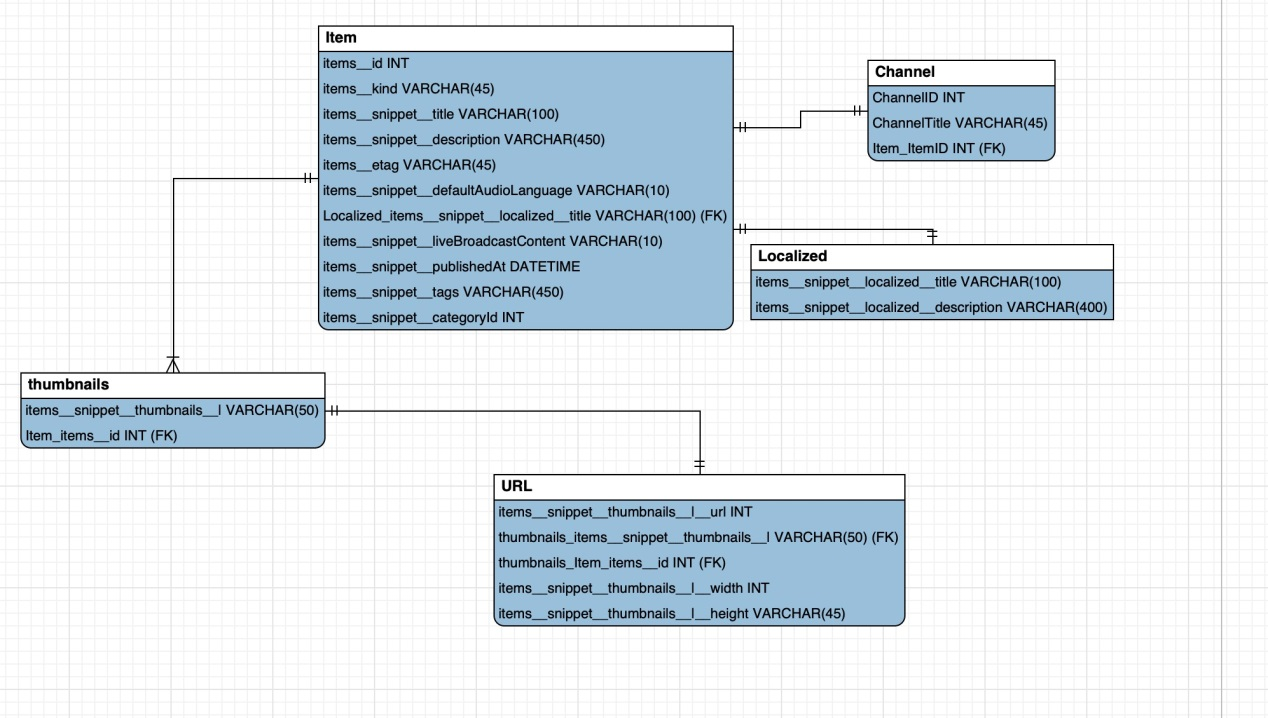 Item
items__id INT
items__kind VARCHAR(45)
items__snippet__title VARCHAR(100)
items__snippet__description VARCHAR(450)
items__etag VARCHAR(45)
items__snippet__defaultAudioLanguage VARCHAR(10)
Localized_items__snippet__localized__title VARCHAR(100) (FK)
items__snippet__liveBroadcastContent VARCHAR(10)
items__snippet__publishedAt DATETIME
items__snippet__tags VARCHAR(450)
items__snippet__categoryId INT
Channel
ChannelID INT
ChannelTitle VARCHAR(45)
Item_ItemID INT (FK)
Localized
items__snippet__localized__title VARCHAR(100)
items__snippet__localized__description VARCHAR(400)
thumbnails
items__snippet__thumbnails__l VARCHAR(50)
Item_items__id INT (FK)
URL
items__snippet__thumbnails__l__url INT
thumbnails_items__snippet__thumbnails__l VARCHAR(50) (FK)
thumbnails_Item_items__id INT (FK)
items__snippet__thumbnails__l__width INT
items__snippet__thumbnails__l__height VARCHAR(45)